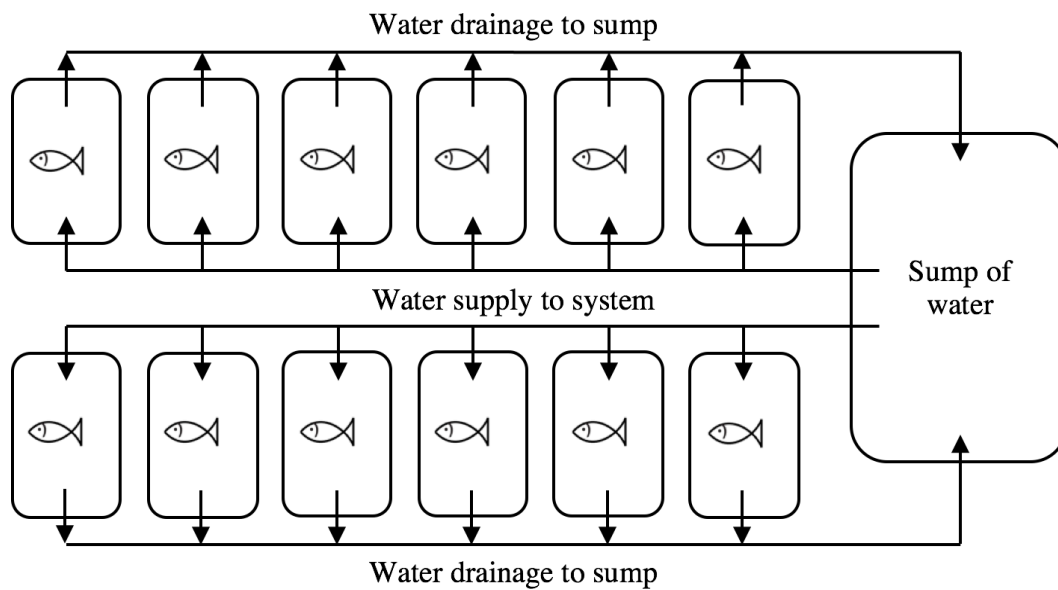 Water drainage to sump
Sump of
water
Water supply to system
Water drainage to sump